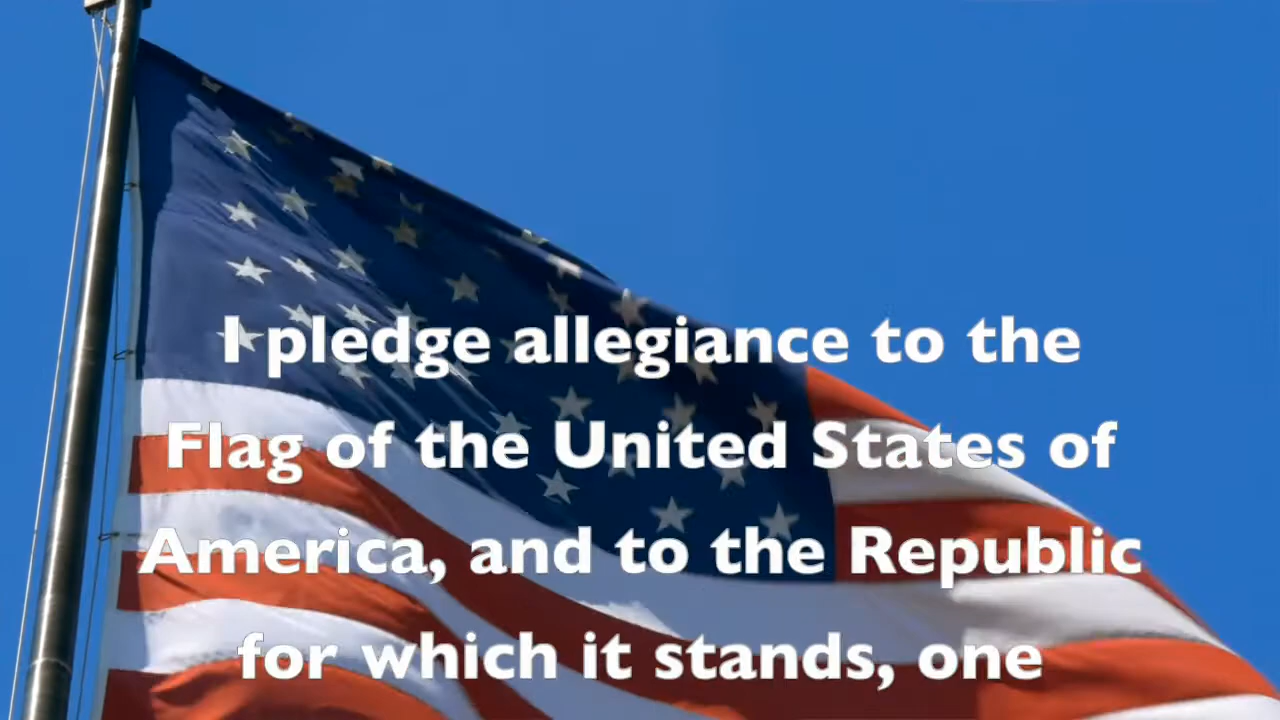 I pledge allegiance to the
Flag of the United States of
America, and to the Republic
for which it stands, one